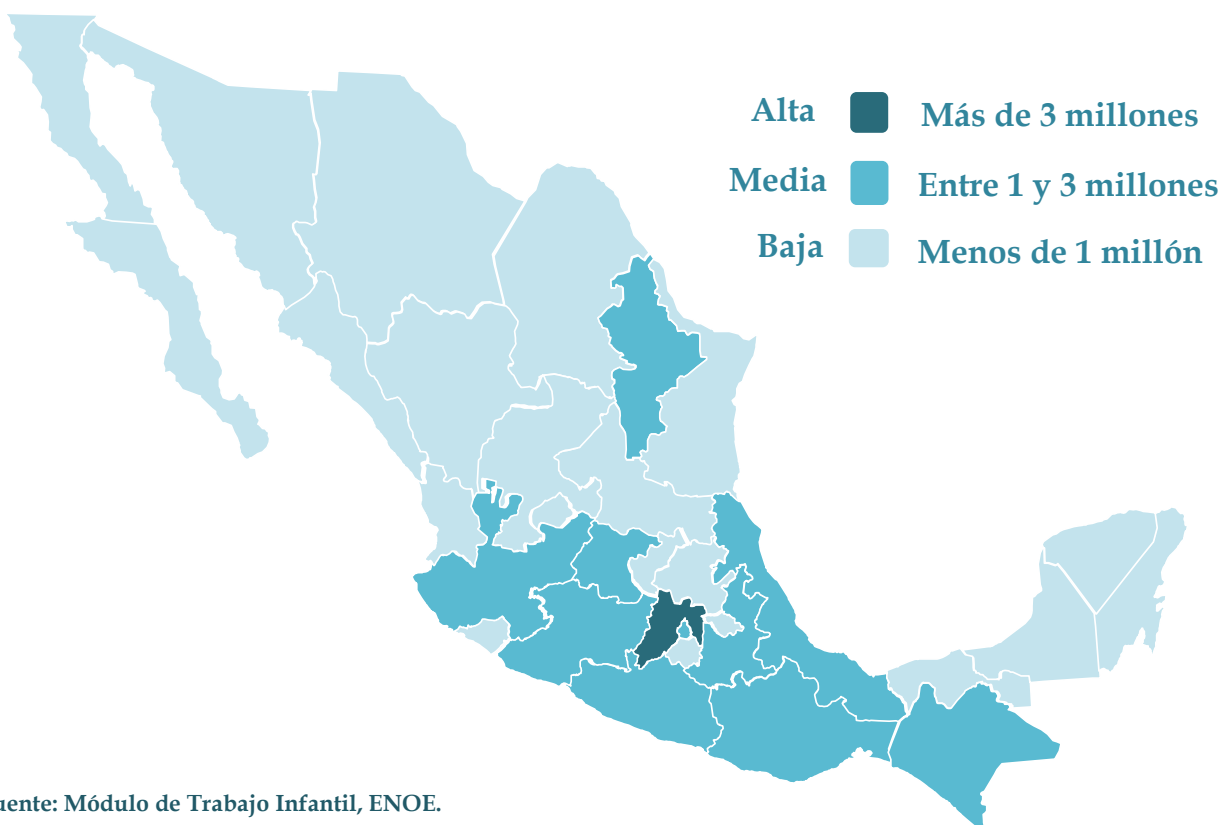 Alta Más de 3 millones
Media Entre 1 y 3 millones
Baja Menos de 1 millón
uente: Módulo de Trabajo Infantil, ENOE.